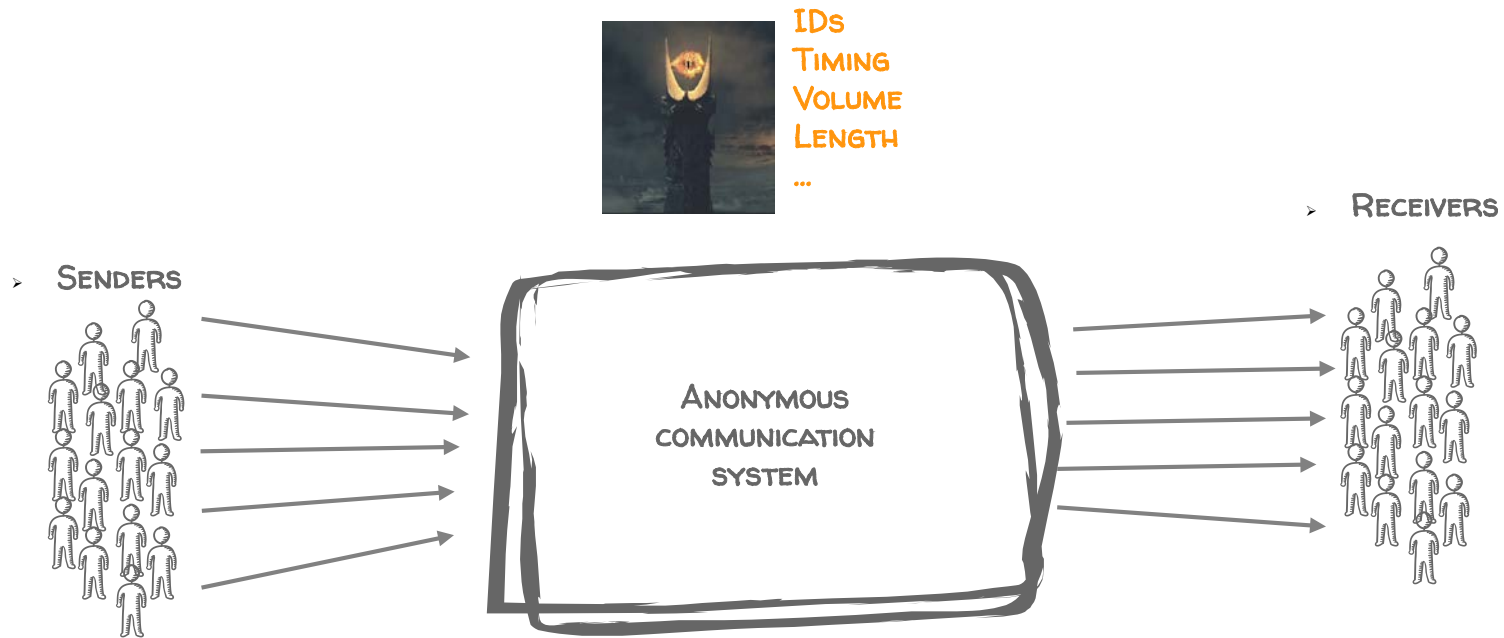 IDs
Timing
Volume
Length
...
➢ Receivers
➢ Senders
Anonymous
communication
system